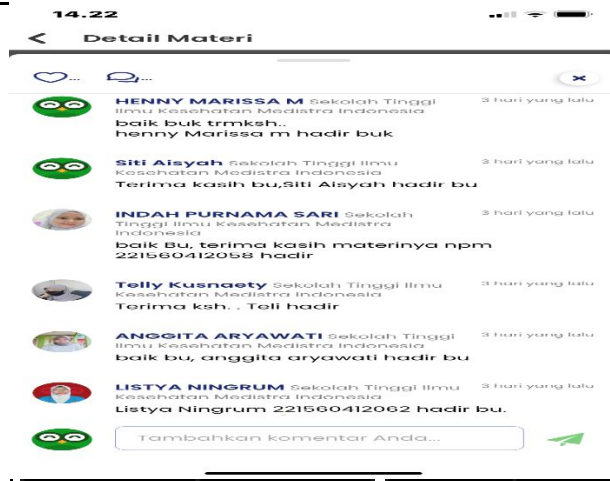 14.22
Detail Materi
...
...
HENNY MARISSA M Sekolah Tinggi 3 hari yang lalu
Ilmu Kesehatan Medistra Indonesia
baik buk trmksh..
henny Marissa m hadir buk
Siti Aisyah Sekolah Tinggi Ilmu 3 hari yang lalu
Kesehatan Medistra Indonesia
Terima kasih bu,Siti Aisyah hadir bu
INDAH PURNAMA SARI Sekolah 3 hari yang lalu
Tinggi Ilmu Kesehatan Medistra
Indonesia
baik Bu, terima kasih materinya npm
221560412058 hadir
Telly Kusnaety Sekolah Tinggi Ilmu 3 hari yang lalu
Kesehatan Medistra Indonesia
Terima ksh. . Teli hadir
ANGGITA ARYAWATI Sekolah Tinggi 3 hari yang lalu
Ilmu Kesehatan Medistra Indonesia
baik bu, anggita aryawati hadir bu
LISTYA NINGRUM Sekolah Tinggi Ilmu 3 hari yang lalu
Kesehatan Medistra Indonesia
Listya Ningrum 221560412062 hadir bu.
Tambahkan komentar Anda...